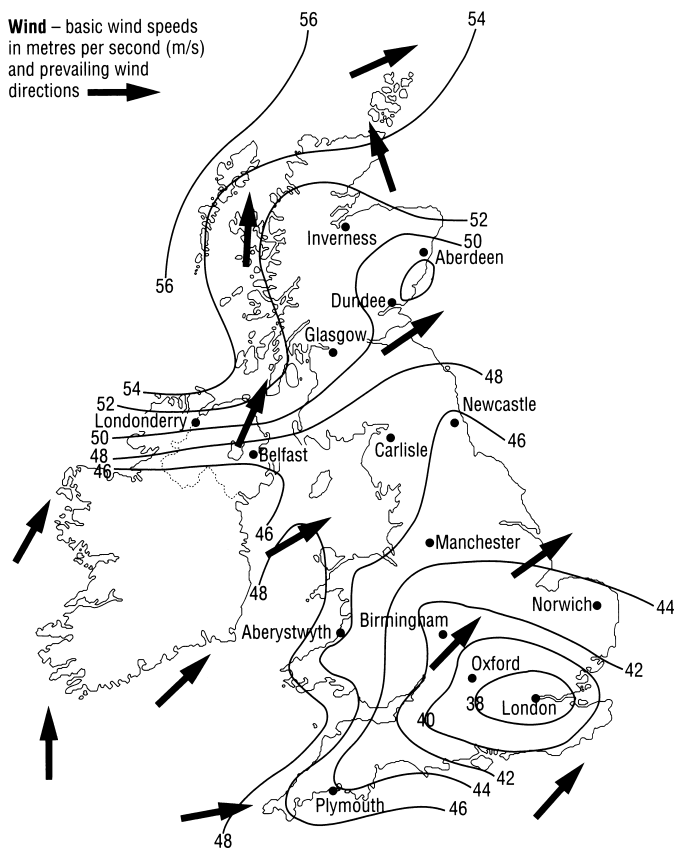 Wind – basic wind speeds
in metres per second (m/s)
and prevailing wind
directions
56
54
52
Inverness
50
Aberdeen
56
Dundee
Glasgow
48
54
52
Newcastle
Londonderry
50
46
Carlisle
48
Belfast
46
46
Manchester
48
Norwich
44
Birmingham
Aberystwyth
42
Oxford
38
London
40
42
44
Plymouth
46
48